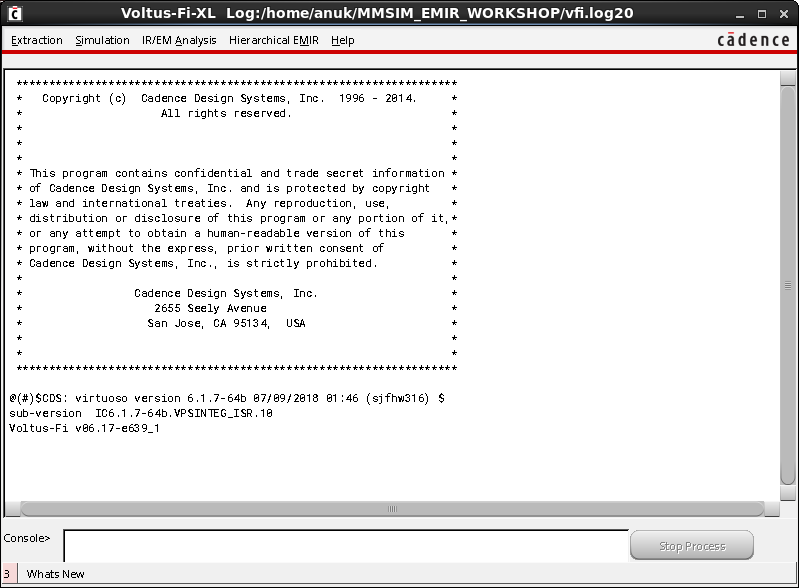 Voltus-Fi-XL Log:/home/anuk/MMSIM_EMIR_WORKSHOP/vfi.log20
Extraction Simulation IR/EM Analysis Hierarchical EMIR Help
cādence
*******************************************************************
* Copyright (c) Cadence Design Systems, Inc. 1996 - 2014. *
* All rights reserved. *
* *
* *
* *
* This program contains confidential and trade secret information *
* of Cadence Design Systems, Inc. and is protected by copyright *
* law and international treaties. Any reproduction, use, *
* distribution or disclosure of this program or any portion of it,*
* or any attempt to obtain a human-readable version of this *
* program, without the express, prior written consent of *
* Cadence Design Systems, Inc., is strictly prohibited. *
* *
* Cadence Design Systems, Inc. *
* 2655 Seely Avenue *
* San Jose, CA 95134, USA *
* *
* *
*******************************************************************
@(#)$CDS: virtuoso version 6.1.7-64b 07/09/2018 01:46 (sjfhw316) $
sub-version IC6.1.7-64b.VPSINTEG_ISR.10
Voltus-Fi v06.17-e639_1
Console>
Stop Process
3 Whats New